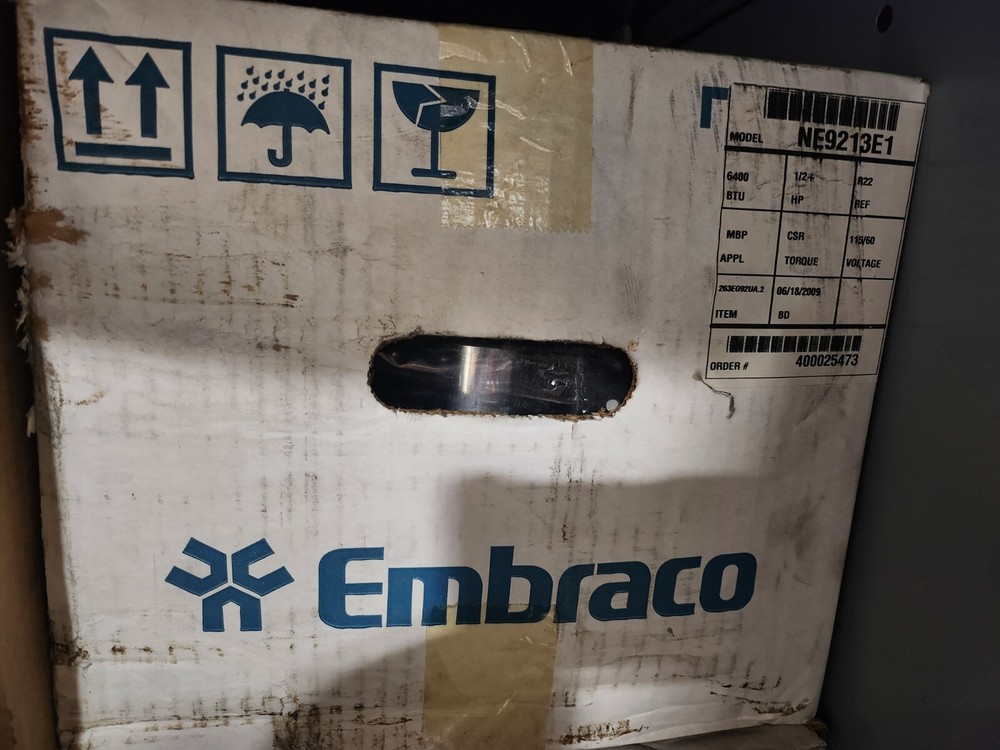 MODEL NE9213E1
6400 1/2+ R22
BTU HP REF
MBP CSR 115/60
APPL TORQUE VOLTAGE
263EG92UA.2 06/18/2009
ITEM BD
ORDER # 400025473
Embraco